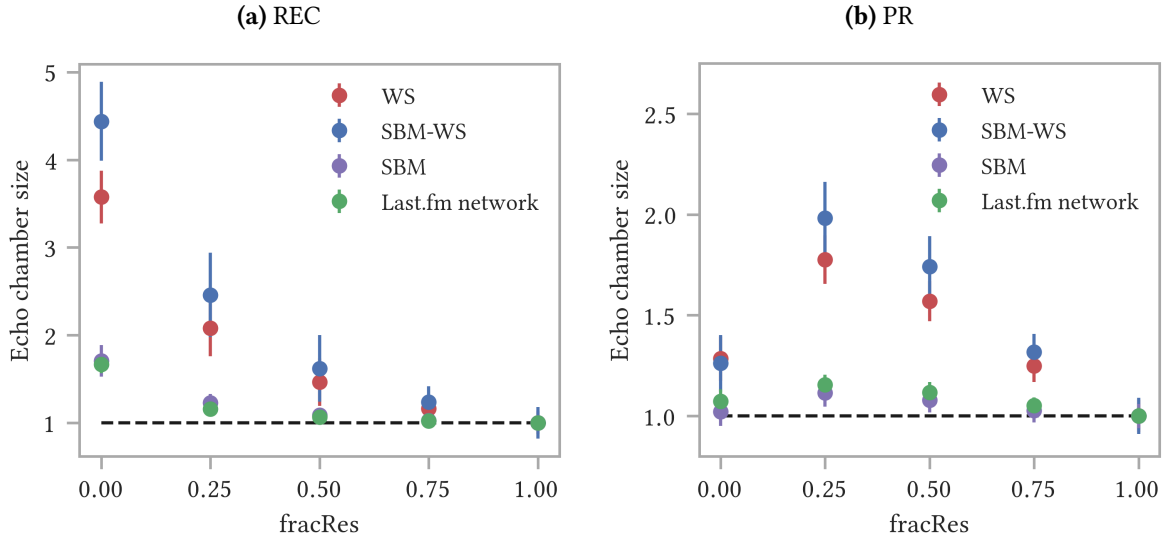 (a) REC
Echo chamber size
5
4
3
2
1
0.00 0.25 0.50 0.75 1.00
fracRes
WS
SBM-WS
SBM
Last.fm network
(b) PR
Echo chamber size
2.5
2.0
1.5
1.0
0.00 0.25 0.50 0.75 1.00
fracRes
WS
SBM-WS
SBM
Last.fm network